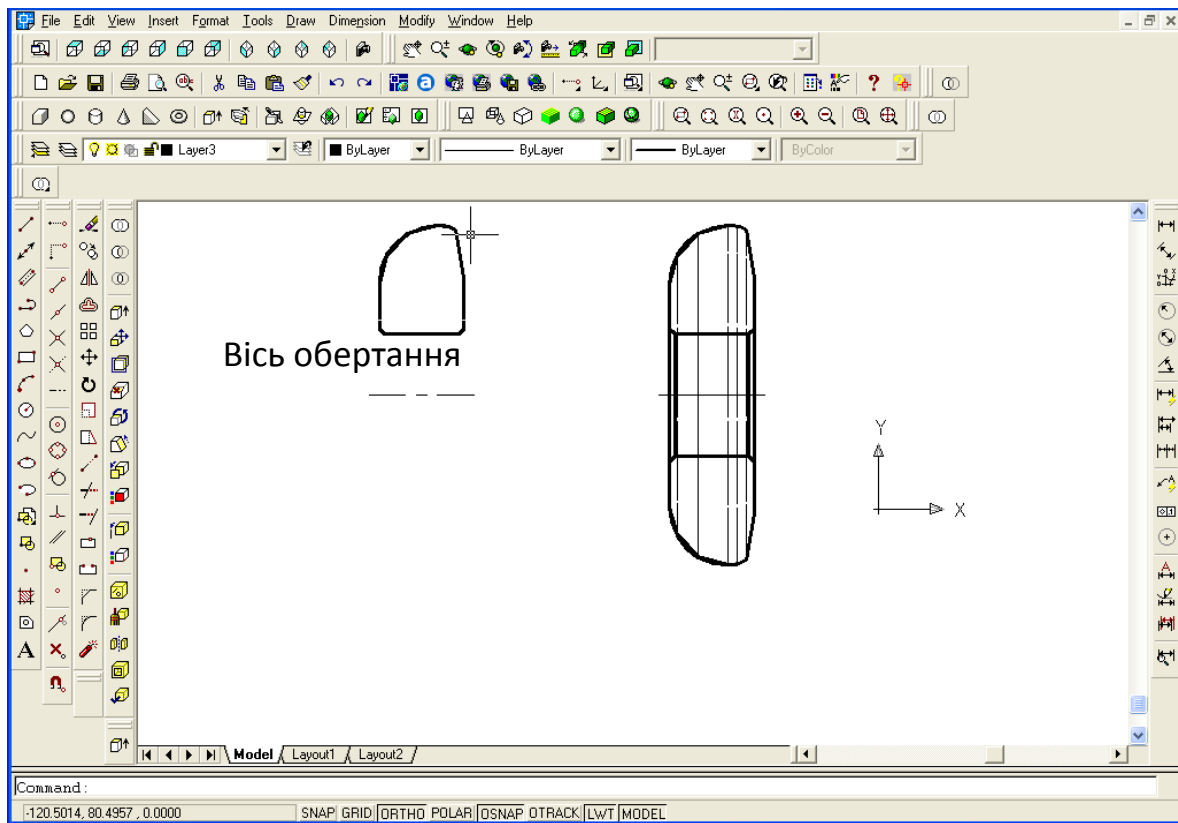 File Edit View Insert Format Tools Draw Dimension Modify Window Help
Layer3 ByLayer ByLayer ByLayer ByColor
Вісь обертання
Y
X
A
Model Layout1 Layout2
Command:
-120.5014, 80.4957 , 0.0000 SNAP GRID ORTHO POLAR OSNAP OTRACK LWT MODEL